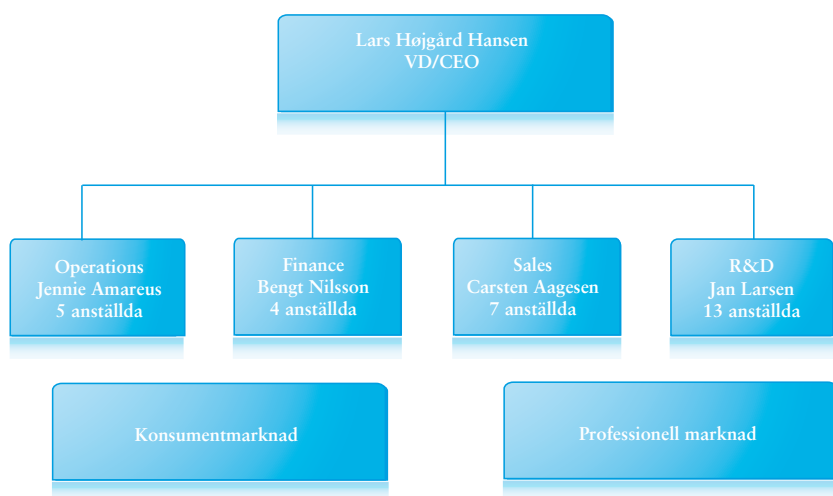 Lars Højgård Hansen
VD/CEO
Operations
Jennie Amareus
5 anställda
Finance
Bengt Nilsson
4 anställda
Sales
Carsten Aagesen
7 anställda
R&D
Jan Larsen
13 anställda
Konsumentmarknad
Professionell marknad